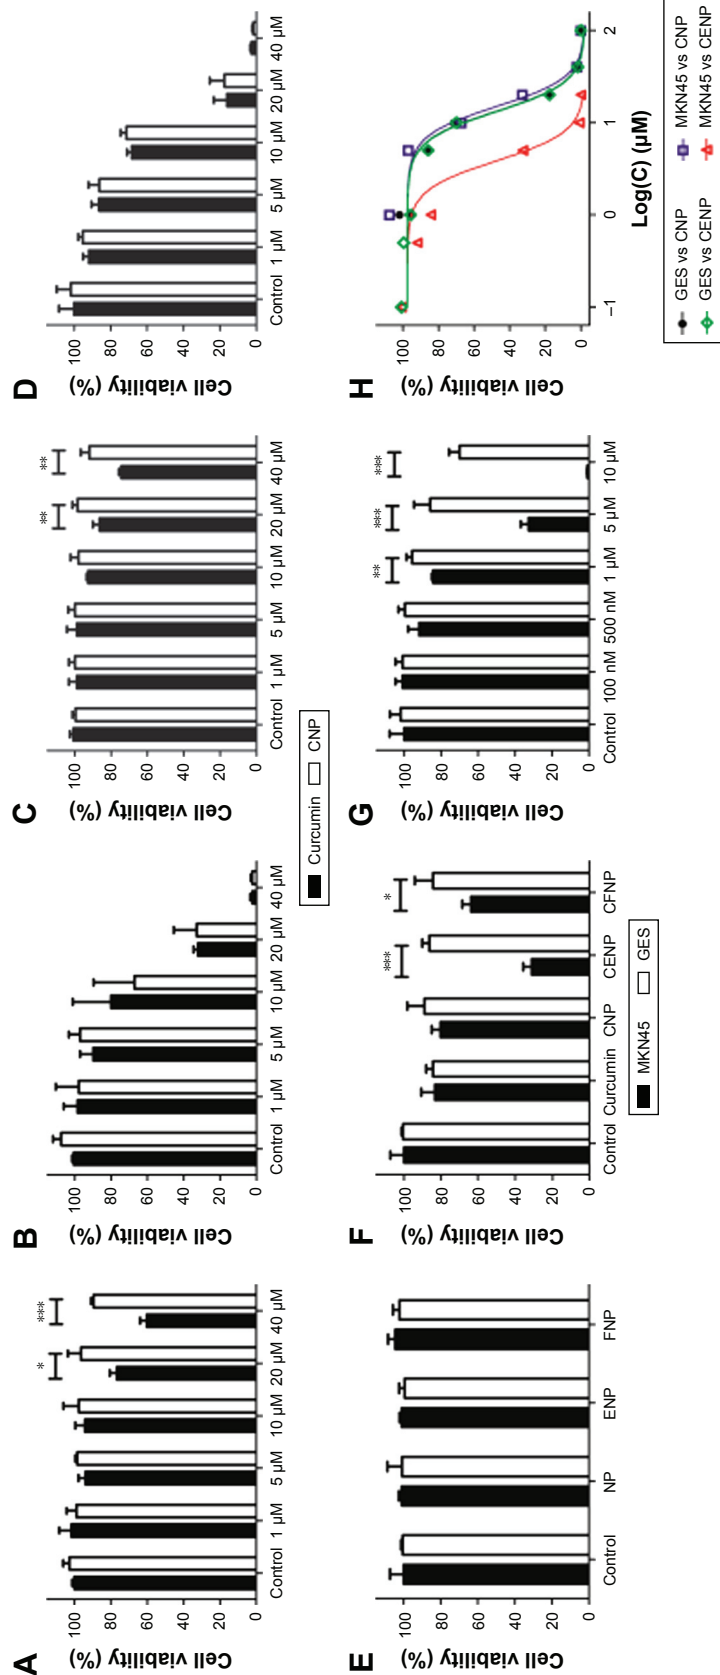 A
Cell viability (%)
100
80
60
40
20
0
Control 1 µM 5 µM 10 µM 20 µM 40 µM
*
***
B
Cell viability (%)
100
80
60
40
20
0
Control 1 µM 5 µM 10 µM 20 µM 40 µM
C
Cell viability (%)
100
80
60
40
20
0
Control 1 µM 5 µM 10 µM 20 µM 40 µM
**
**
D
Cell viability (%)
100
80
60
40
20
0
Control 1 µM 5 µM 10 µM 20 µM 40 µM
Curcumin CNP
E
Cell viability (%)
100
80
60
40
20
0
Control NP ENP FNP
F
Cell viability (%)
100
80
60
40
20
0
Control Curcumin CNP CENP CFNP
***
*
MKN45 GES
G
Cell viability (%)
100
80
60
40
20
0
Control 100 nM 500 nM 1 µM 5 µM 10 µM
**
***
***
H
Cell viability (%)
100
80
60
40
20
0
−1 0 1 2
Log(C) (µM)
GES vs CNP MKN45 vs CNP
GES vs CENP MKN45 vs CENP